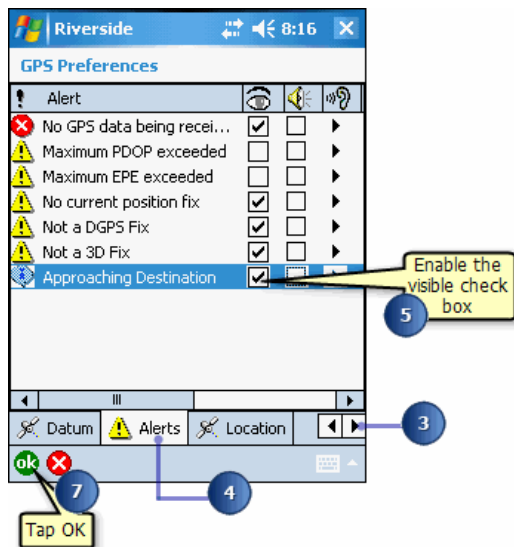 Riverside 8:16
GPS Preferences
Alert
No GPS data being recei...
Maximum PDOP exceeded
Maximum EPE exceeded
No current position fix
Not a DGPS Fix
Not a 3D Fix
Approaching Destination
Enable the
visible check
box
5
Datum Alerts Location
3
ok
7
4
Tap OK